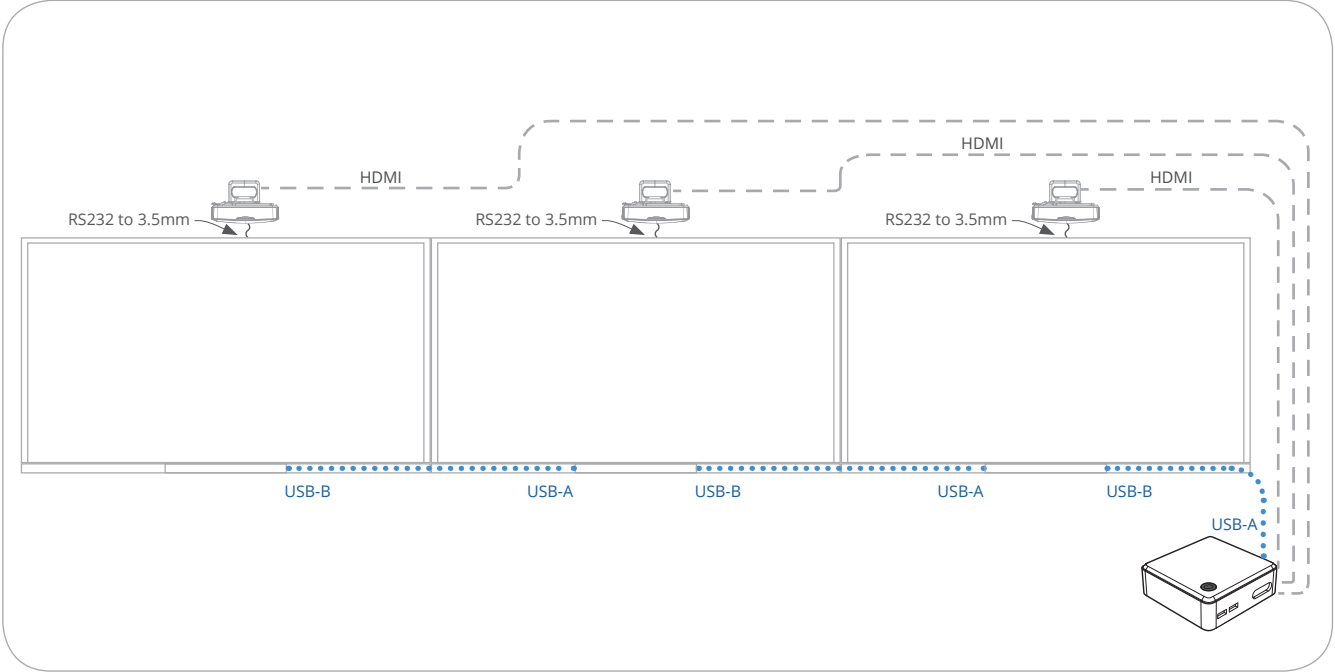 HDMI
HDMI
HDMI
RS232 to 3.5mm
RS232 to 3.5mm
RS232 to 3.5mm
USB-B
USB-A
USB-B
USB-A
USB-B
USB-A